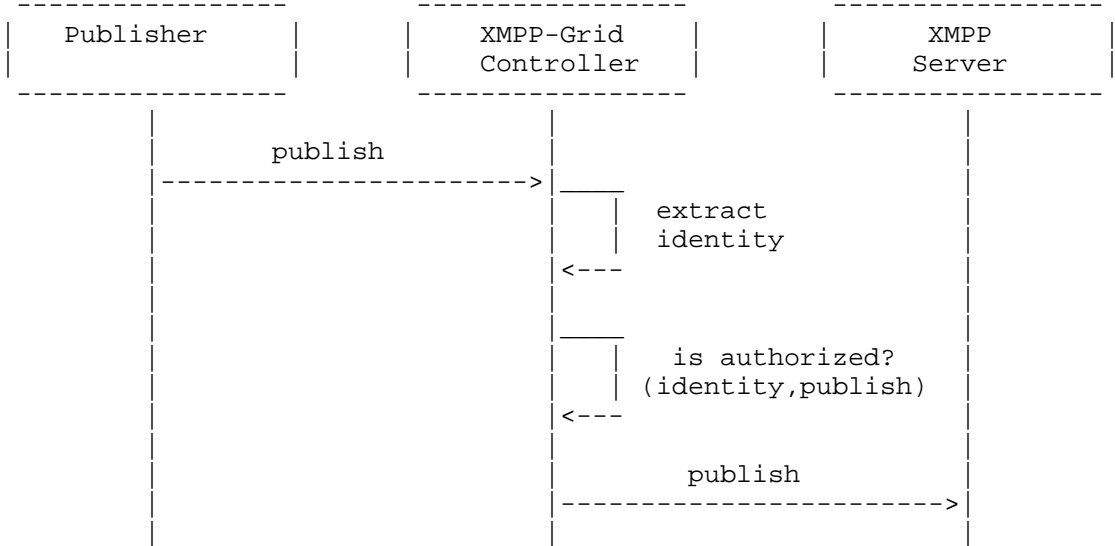 Publisher
XMPP-Grid
Controller
XMPP
Server
publish
extract
identity
is authorized?
(identity,publish)
publish